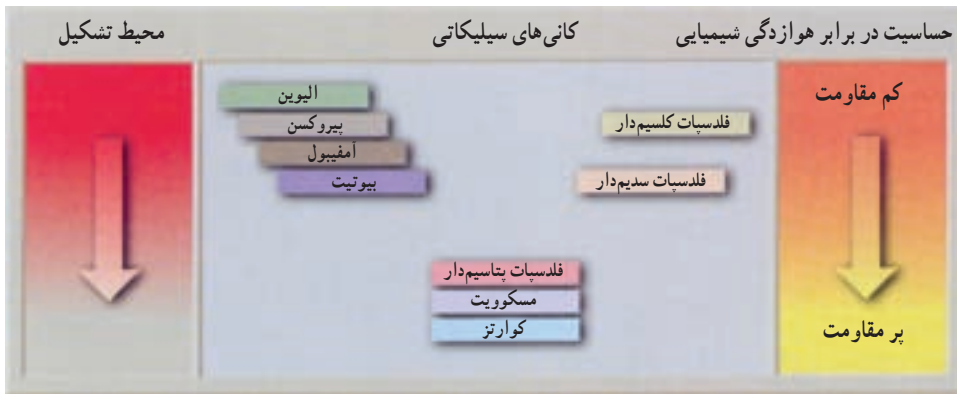 حساسیت در برابر هوازدگی شیمیایی
کانی‌های سیلیکاتی
محیط تشکیل
کم مقاومت
پر مقاومت
فلدسپات کلسیم‌دار
فلدسپات سدیم‌دار
الیوین
پیروکسن
آمفیبول
بیوتیت
فلدسپات پتاسیم‌دار
مسکوویت
کوارتز